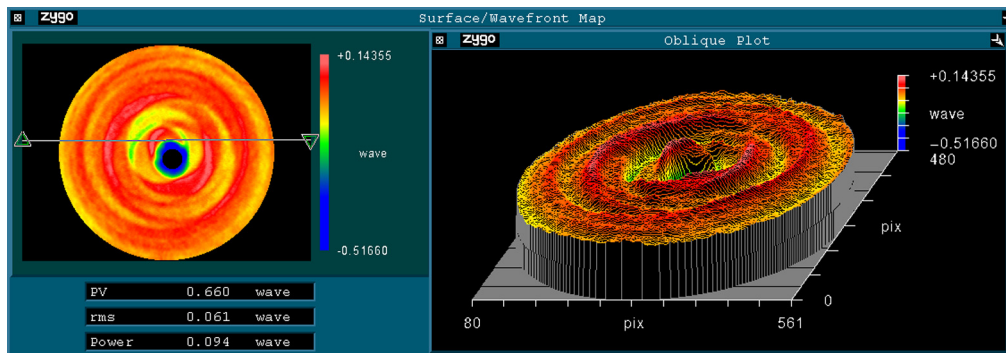 zygo Surface/Wavefront Map
+0.14355
wave
-0.51660
PV 0.660 wave
rms 0.061 wave
Power 0.094 wave
zygo Oblique Plot
+0.14355
wave
-0.51660
480
pix
0
80 pix 561